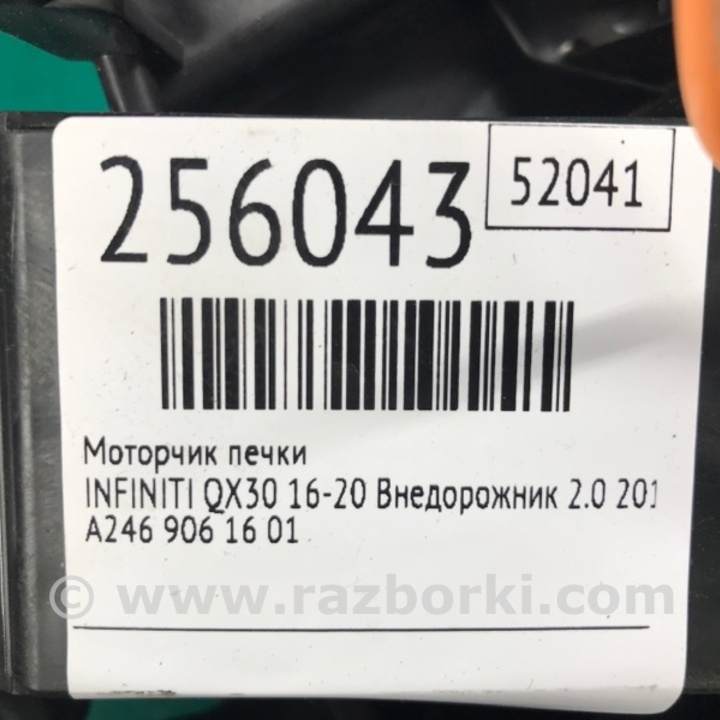 256043
52041
Моторчик печки
INFINITI QX30 16-20 Внедорожник 2.0 201
A246 906 16 01
© www.razborki.com